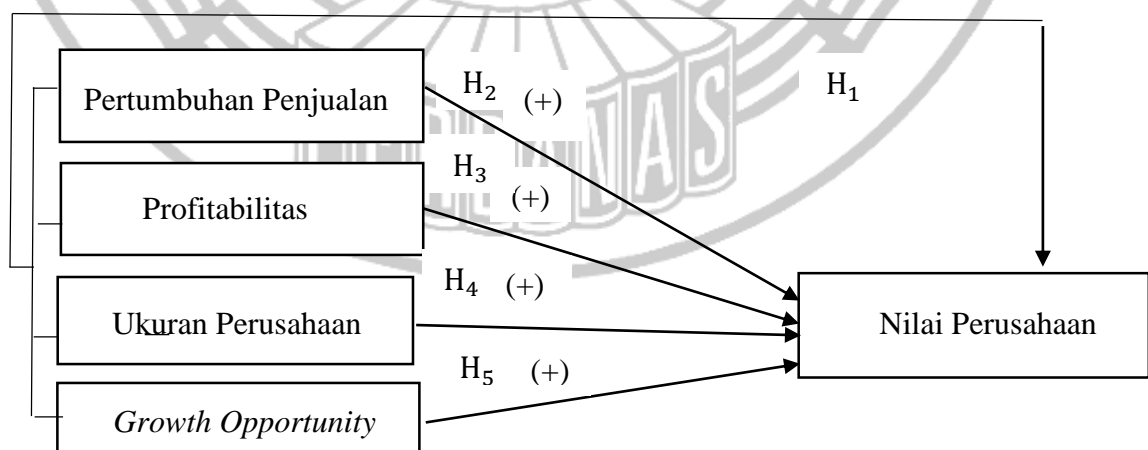 H₁
Pertumbuhan Penjualan
H₂ (+)
Profitabilitas
H₃
(+)
Ukuran Perusahaan
H₄ (+)
Nilai Perusahaan
Growth Opportunity
H₅ (+)